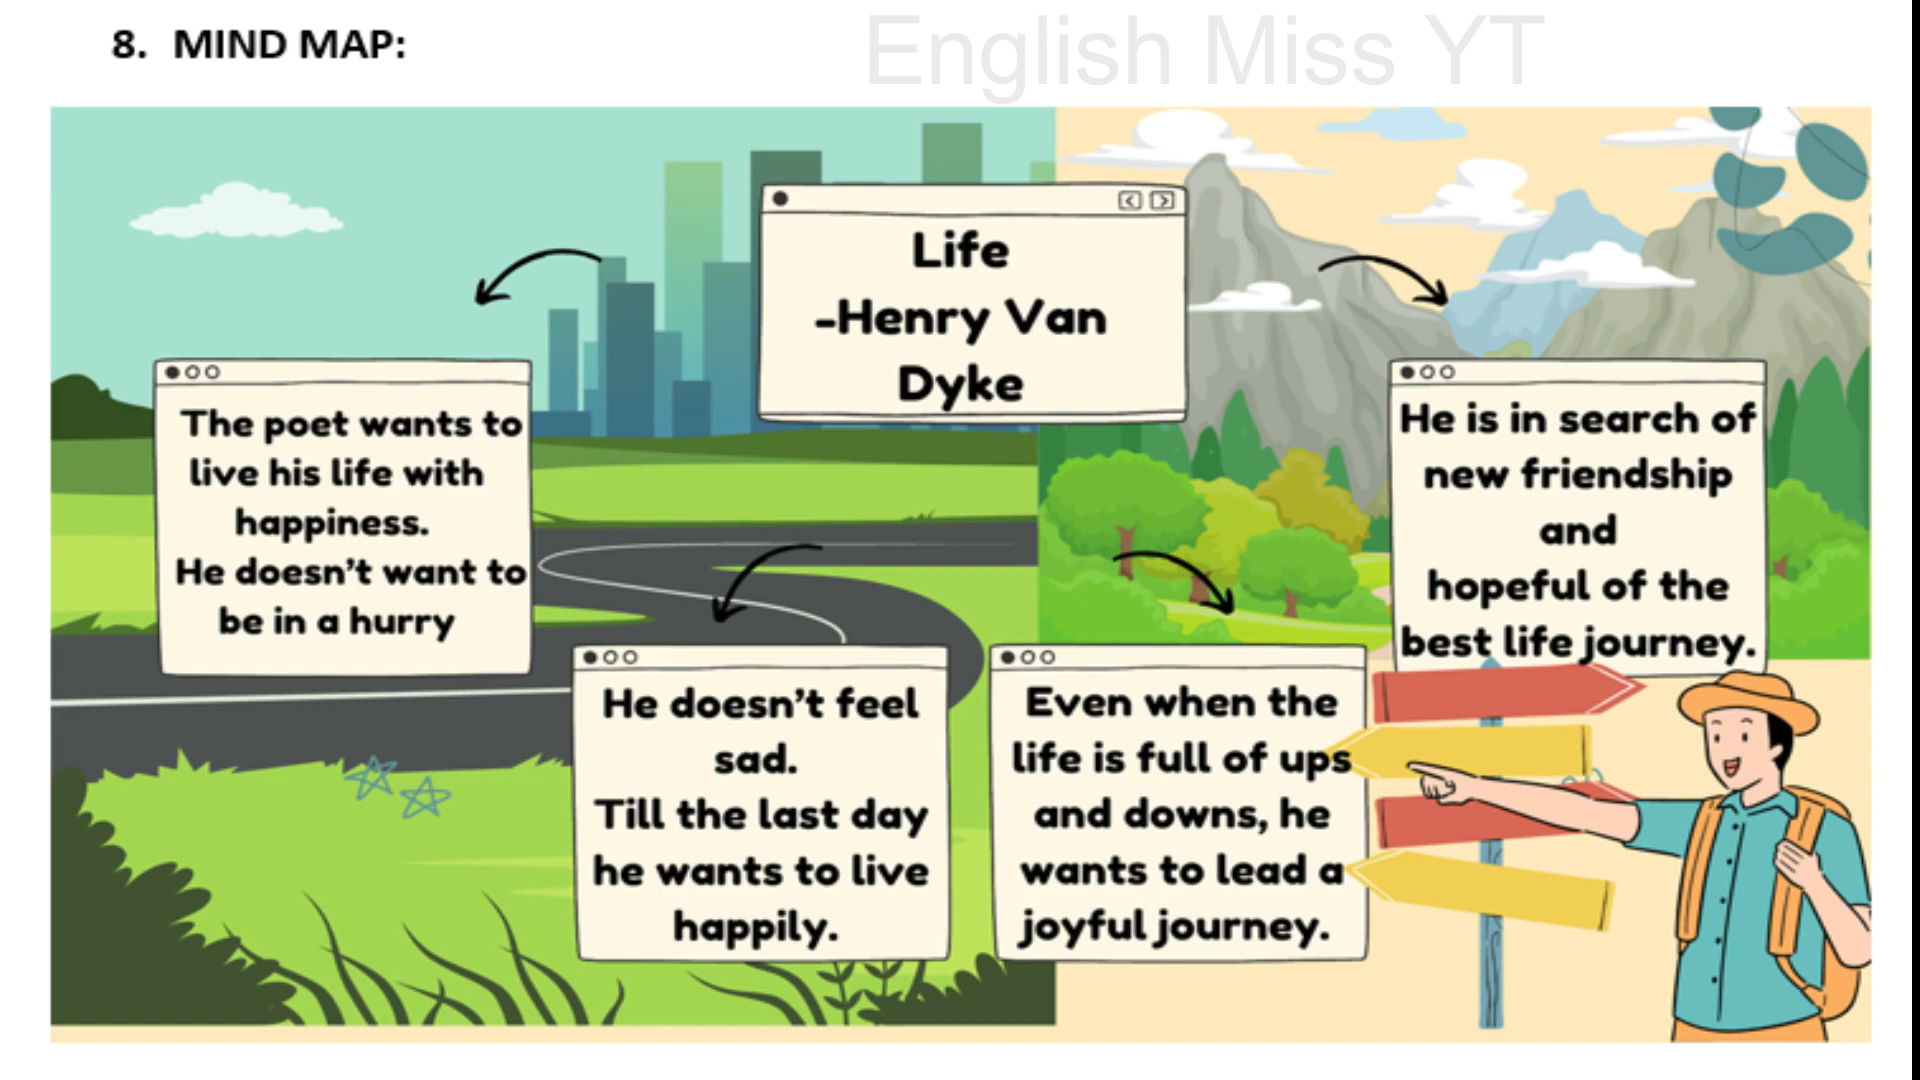 8. MIND MAP:
English Miss YT
Life
-Henry Van
Dyke
The poet wants to
live his life with
happiness.
He doesn't want to
be in a hurry
He doesn't feel
sad.
Till the last day
he wants to live
happily.
Even when the
life is full of ups
and downs, he
wants to lead a
joyful journey.
He is in search of
new friendship
and
hopeful of the
best life journey.